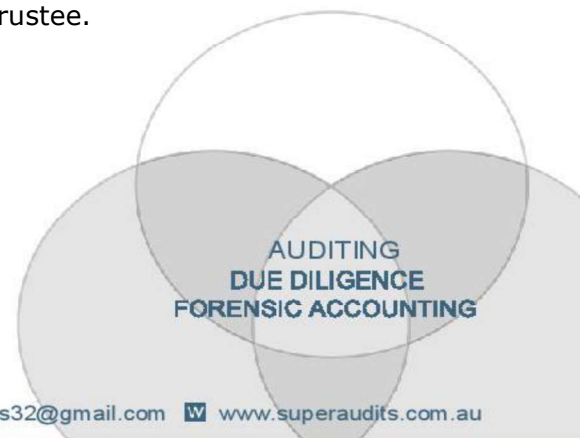 rustee.
AUDITING
DUE DILIGENCE
FORENSIC ACCOUNTING
s32@gmail.com W www.superaudits.com.au